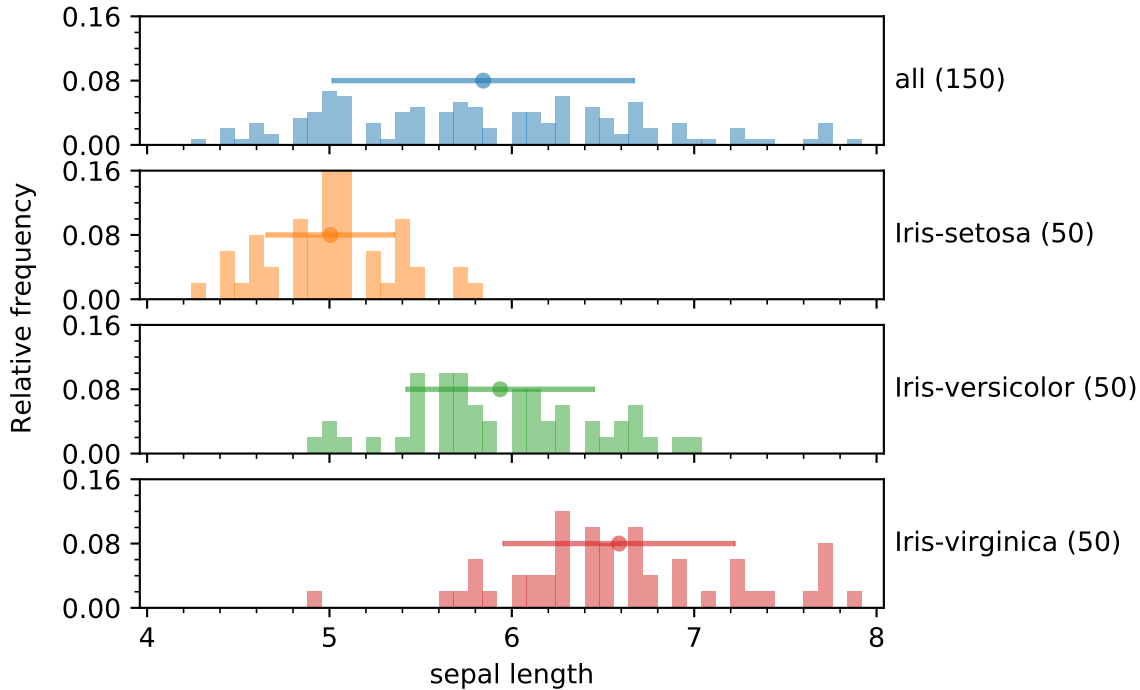 0.16
0.08
0.00
all (150)
0.16
0.08
0.00
Iris-setosa (50)
0.16
0.08
0.00
Iris-versicolor (50)
0.16
0.08
0.00
Iris-virginica (50)
Relative frequency
4 5 6 7 8
sepal length